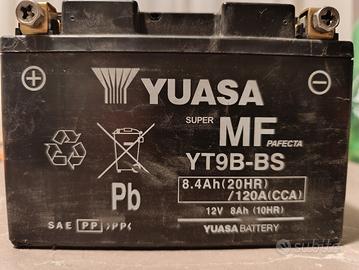 YUASA
SUPER MF
PAFECTA
YT9B-BS
8.4Ah(20HR)
/120A(CCA)
12V 8Ah (10HR)
YUASA BATTERY
Pb
SAE PP
subito